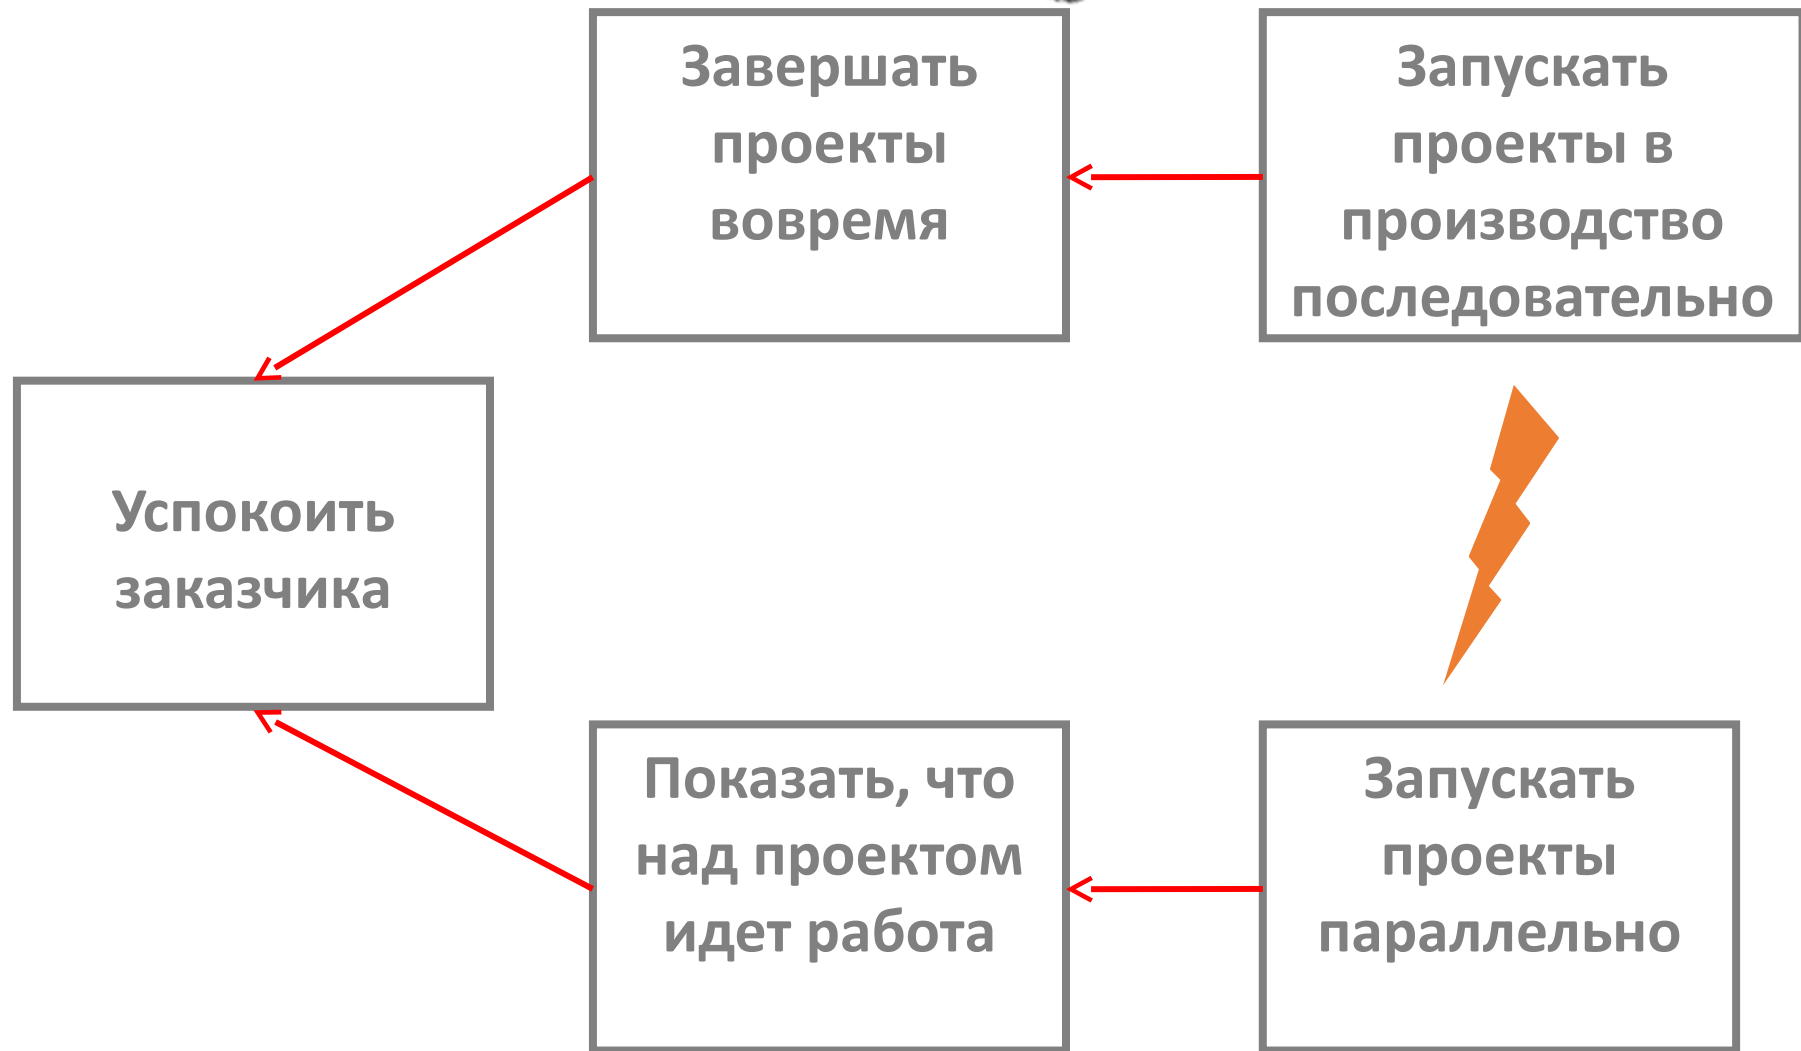 Завершать
проекты
вовремя
Запускать
проекты в
производство
последовательно
Успокоить
заказчика
Показать, что
над проектом
идет работа
Запускать
проекты
параллельно